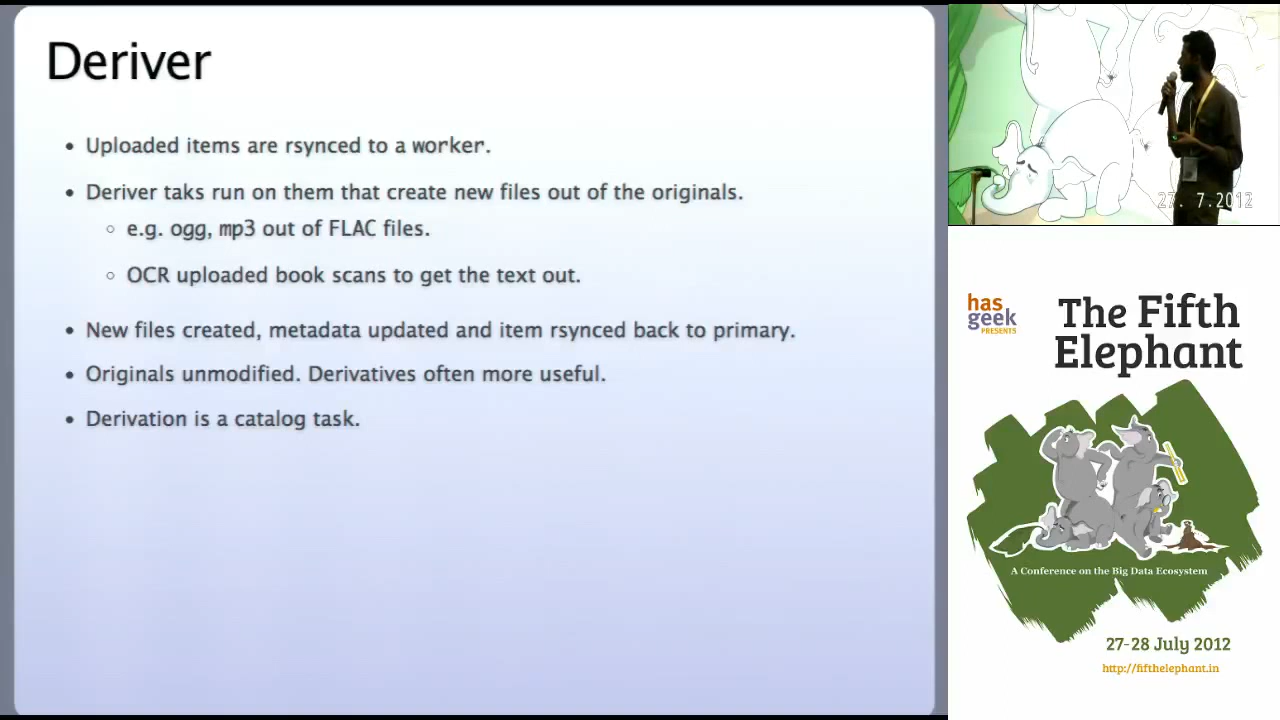 Deriver
• Uploaded items are rsynced to a worker.
• Deriver taks run on them that create new files out of the originals.
◦ e.g. ogg, mp3 out of FLAC files.
◦ OCR uploaded book scans to get the text out.
• New files created, metadata updated and item rsynced back to primary.
• Originals unmodified. Derivatives often more useful.
• Derivation is a catalog task.
27. 7.2012
has
geek
PRESENTS
The Fifth
Elephant
A Conference on the Big Data Ecosystem
27-28 July 2012
http://fifthelephant.in